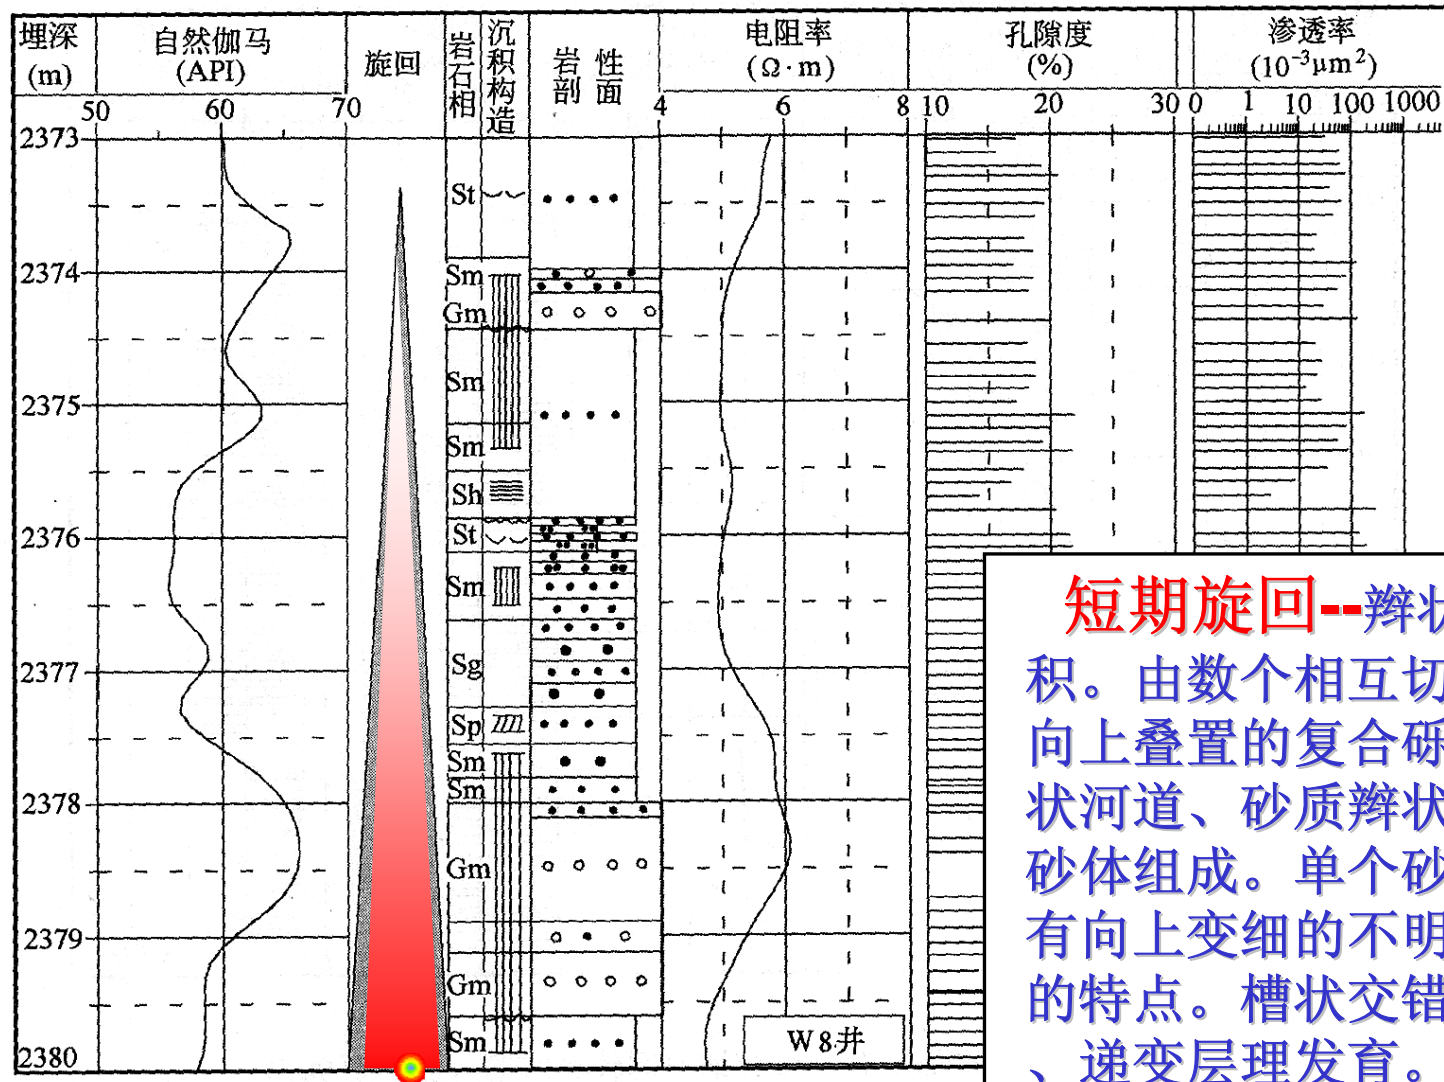 埋深
(m)
自然伽马
(API)
旋回
岩石相
沉积构造
岩性
剖面
电阻率
(Ω·m)
孔隙度
(%)
渗透率
(10⁻³μm²)
50 60 70
4 6 8
10 20 30
0 1 10 100 1000
2373
St
2374
Sm
Gm
Sm
2375
Sm
Sh
2376
St
Sm
Sg
2377
Sp
Sm
2378
Sm
Gm
2379
Gm
Sm
2380
W8井
短期旋回--辫状
积。由数个相互切
向上叠置的复合砾
状河道、砂质辫状
砂体组成。单个砂
有向上变细的不明
的特点。槽状交错
、递变层理发育。